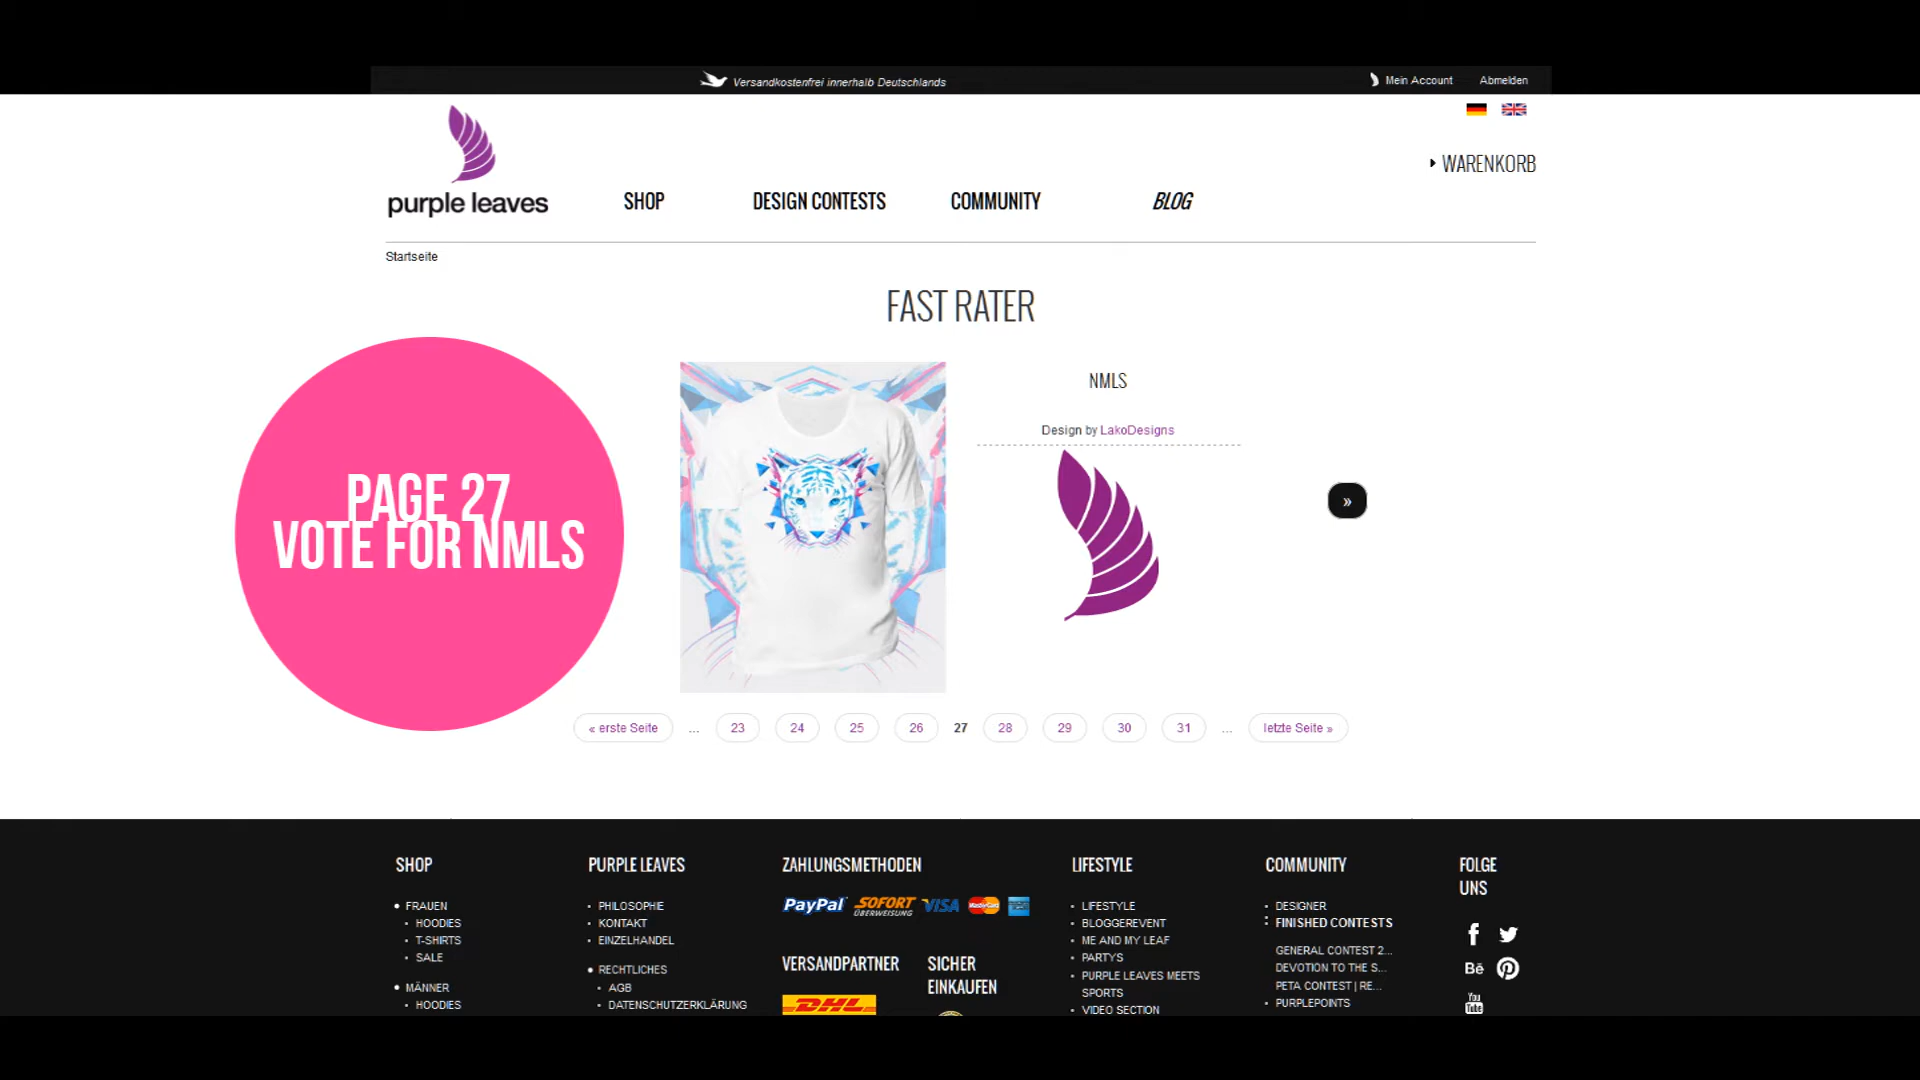 Versandkostenfrei innerhalb Deutschlands
Mein Account
Abmelden
purple leaves
SHOP
DESIGN CONTESTS
COMMUNITY
BLOG
WARENKORB
Startseite
FAST RATER
PAGE 27
VOTE FOR NMLS
NMLS
Design by LakoDesigns
»
« erste Seite ... 23 24 25 26 27 28 29 30 31 ... letzte Seite »
SHOP
FRAUEN
HOODIES
T-SHIRTS
SALE
MÄNNER
HOODIES
PURPLE LEAVES
PHILOSOPHIE
KONTAKT
EINZELHANDEL
RECHTLICHES
AGB
DATENSCHUTZERKLÄRUNG
ZAHLUNGSMETHODEN
PayPal SOFORT ÜBERWEISUNG VISA MasterCard
VERSANDPARTNER
DHL
SICHER
EINKAUFEN
LIFESTYLE
LIFESTYLE
BLOGGEREVENT
ME AND MY LEAF
PARTYS
PURPLE LEAVES MEETS
SPORTS
VIDEO SECTION
COMMUNITY
DESIGNER
FINISHED CONTESTS
GENERAL CONTEST 2...
DEVOTION TO THE S...
PETA CONTEST | RE...
PURPLEPOINTS
FOLGE
UNS
Bē
You
Tube